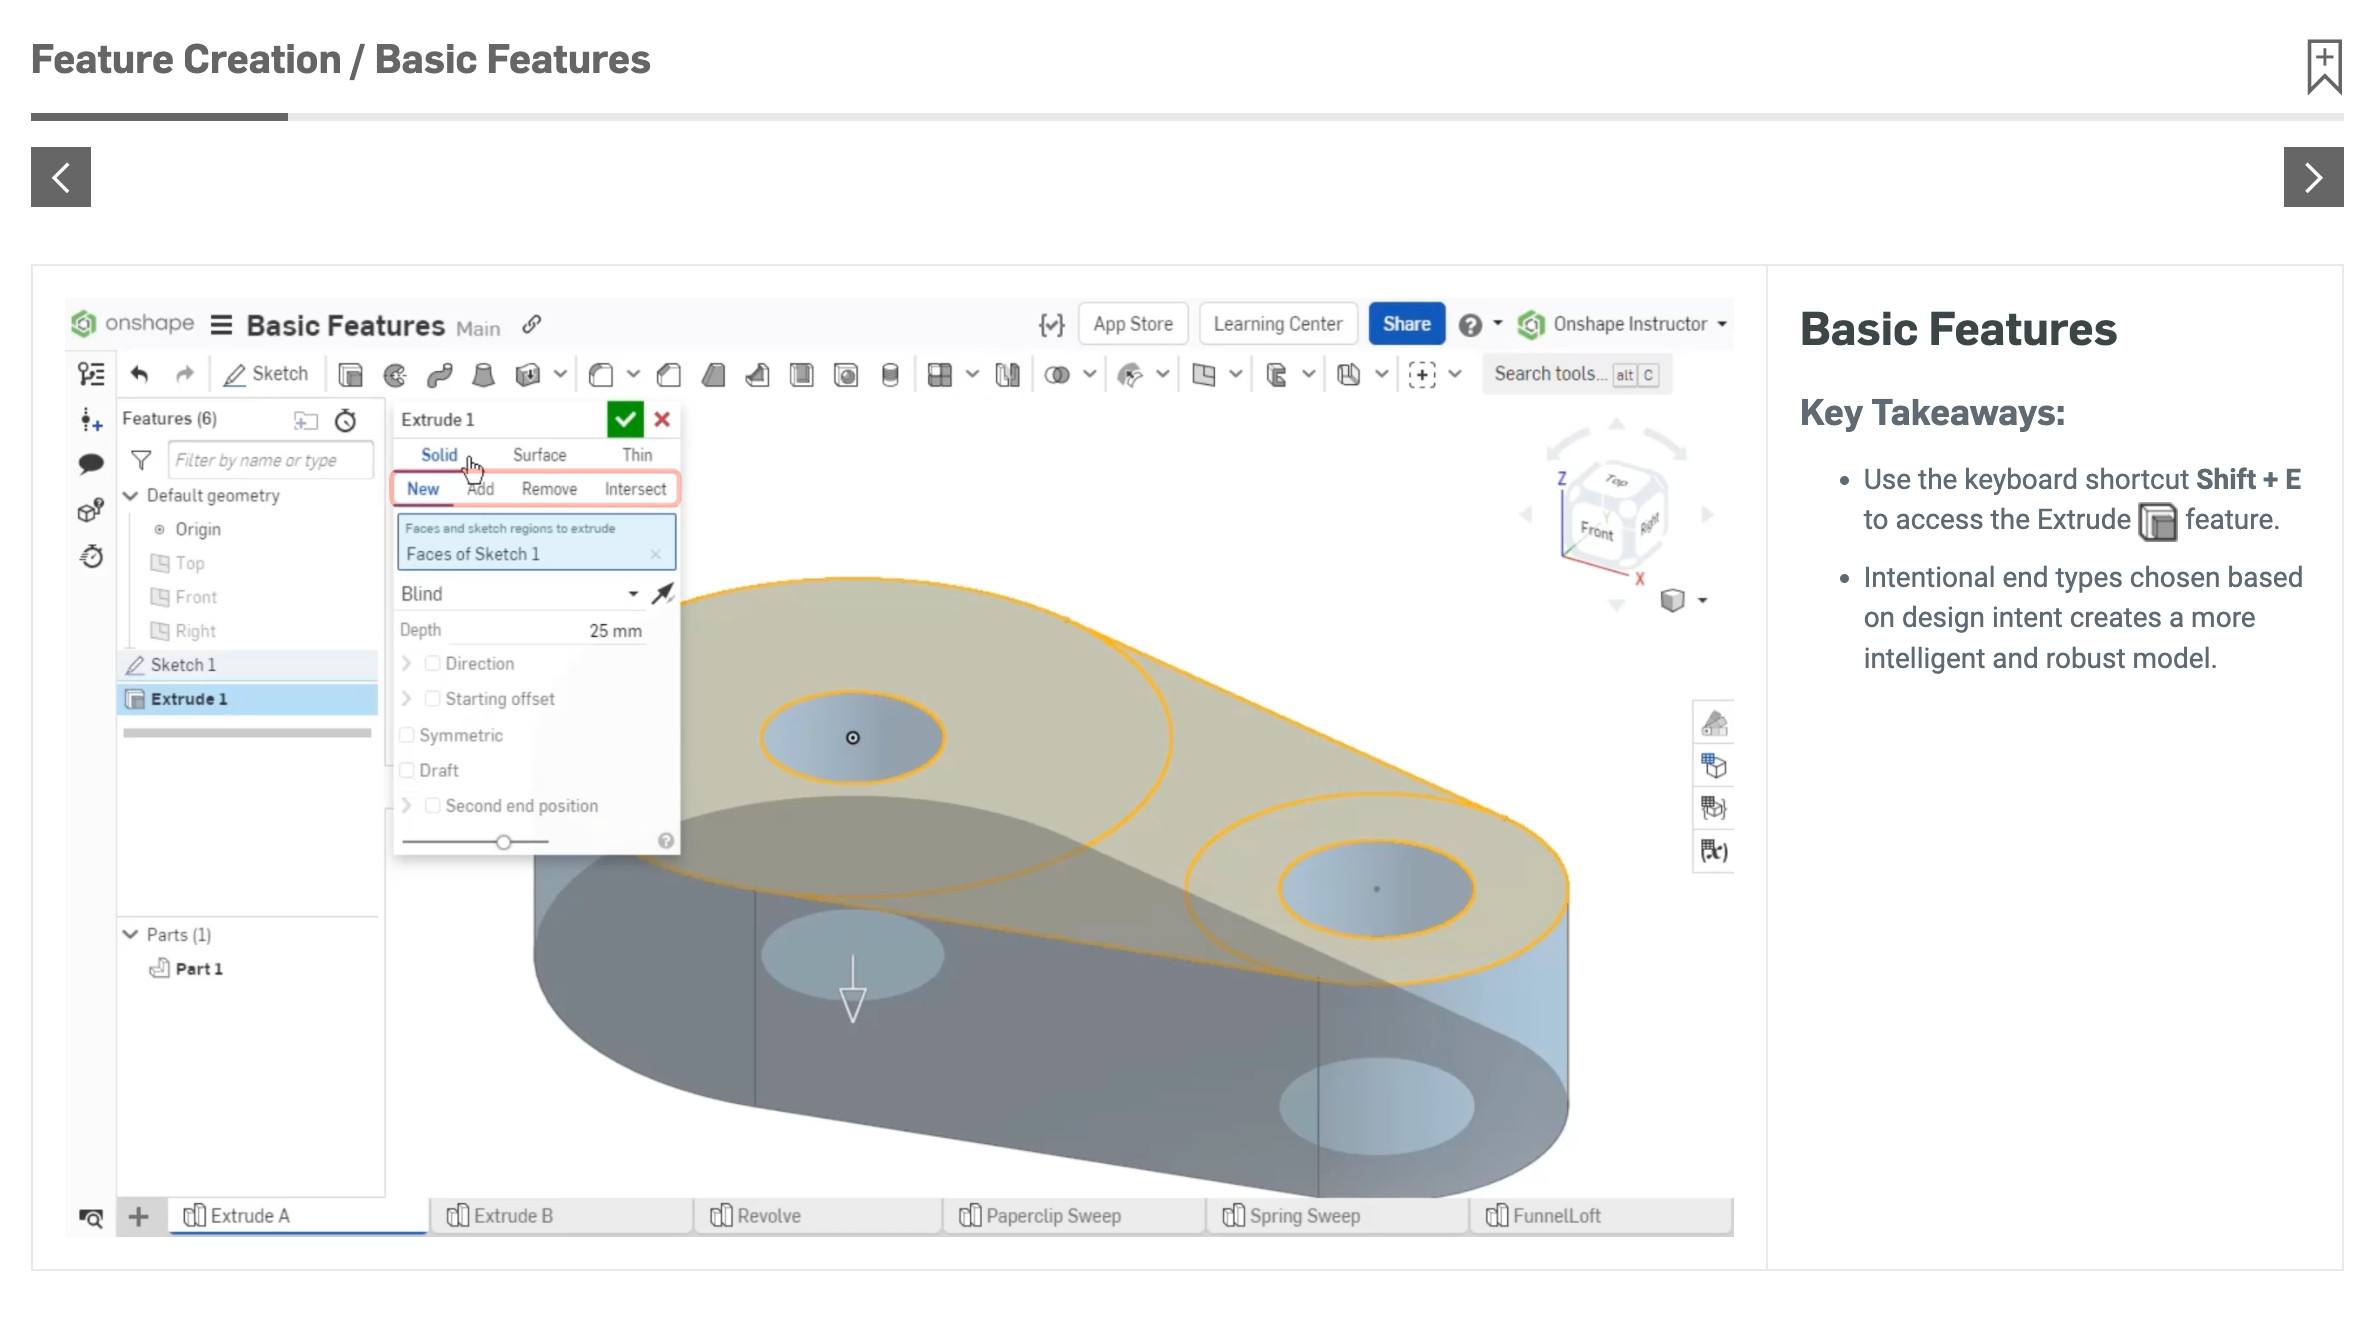 Feature Creation / Basic Features
onshape Basic Features Main
App Store Learning Center Share Onshape Instructor
Sketch
Search tools... alt C
Features (6)
Filter by name or type
Default geometry
Origin
Top
Front
Right
Sketch 1
Extrude 1
Parts (1)
Part 1
Extrude 1
Solid Surface Thin
New Add Remove Intersect
Faces and sketch regions to extrude
Faces of Sketch 1
Blind
Depth 25 mm
Direction
Starting offset
Symmetric
Draft
Second end position
Z
Top
Front
Right
Y
X
(x)
Extrude A Extrude B Revolve Paperclip Sweep Spring Sweep FunnelLoft
Basic Features
Key Takeaways:
Use the keyboard shortcut Shift + E
to access the Extrude feature.
Intentional end types chosen based
on design intent creates a more
intelligent and robust model.